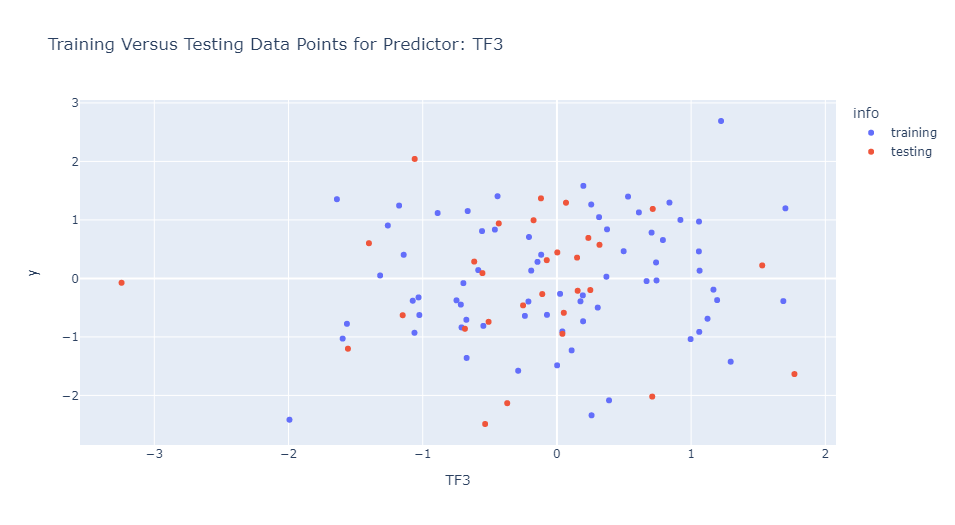 Training Versus Testing Data Points for Predictor: TF3
info
training
testing
3
2
1
0
−1
−2
y
−3
−2
−1
0
1
2
TF3